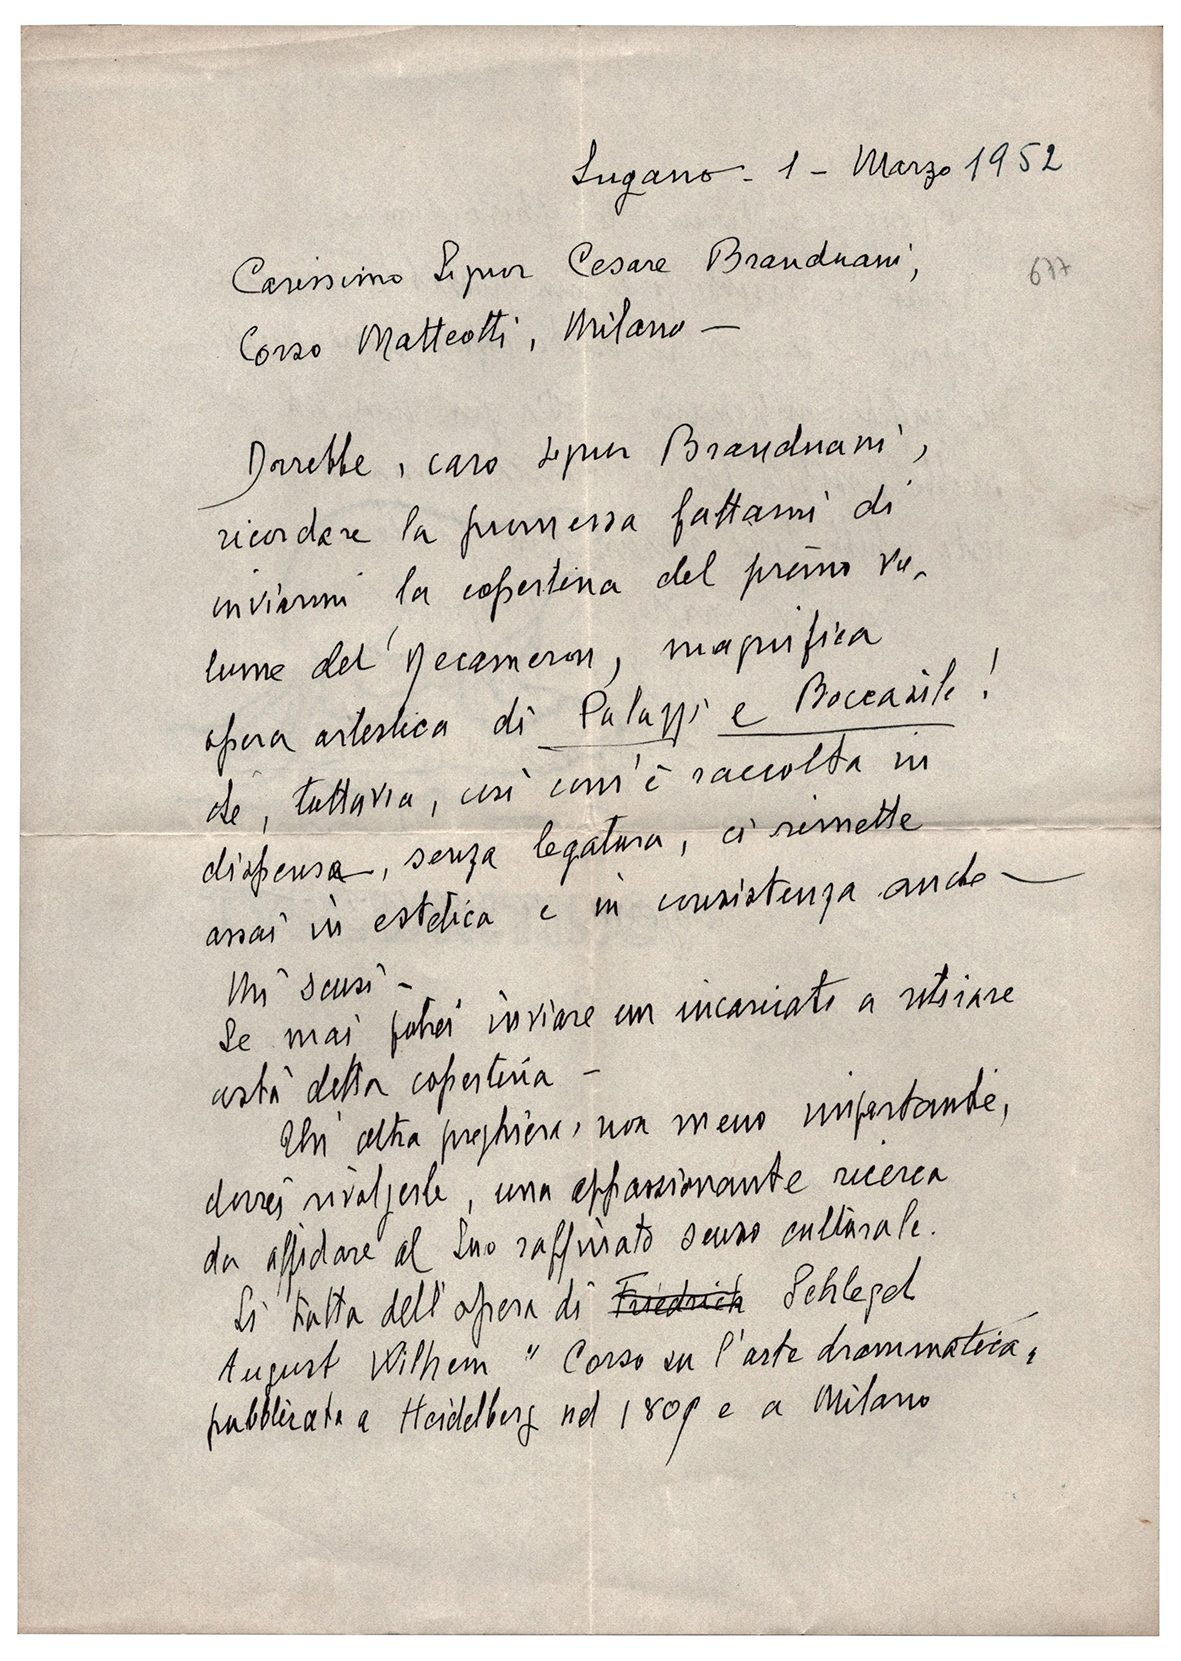 Lugano - 1 - Marzo 1952
Carissimo Signor Cesare Branduani,
677
Corso Matteotti, Milano —
Dovrebbe, caro Signor Branduani,
ricordare la promessa fattami di
inviarmi la copertina del primo vo-
lume del Decameron, magnifica
opera artistica di Palazzi e Boccasile!
che, tuttavia, così com'è raccolta in
dispensa, senza legatura, ci rimette
assai in estetica e in consistenza anche —
Mi scusi -
Se mai potrei inviare un incaricato a ritirare
costà detta copertina -
Un'altra preghiera, non meno importante,
dovrei rivolgerle, una appassionante ricerca
da affidare al Suo raffinato senso culturale.
Si tratta dell'opera di Friedrich Schlegel
August Wilhem " Corso su l'arte drammatica "
pubblicata a Heidelberg nel 1809 e a Milano